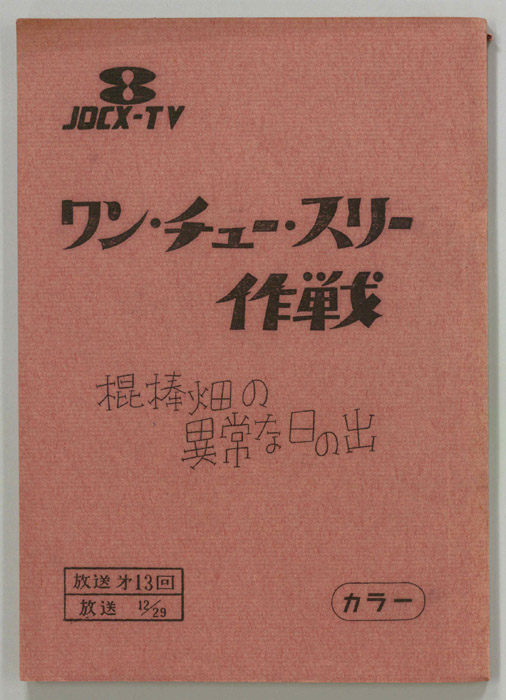 8
JOCX-TV
ワン・チュー・スリー
作戦
棍棒畑の
異常な日の出
放送才13回
放送 12/29
カラー